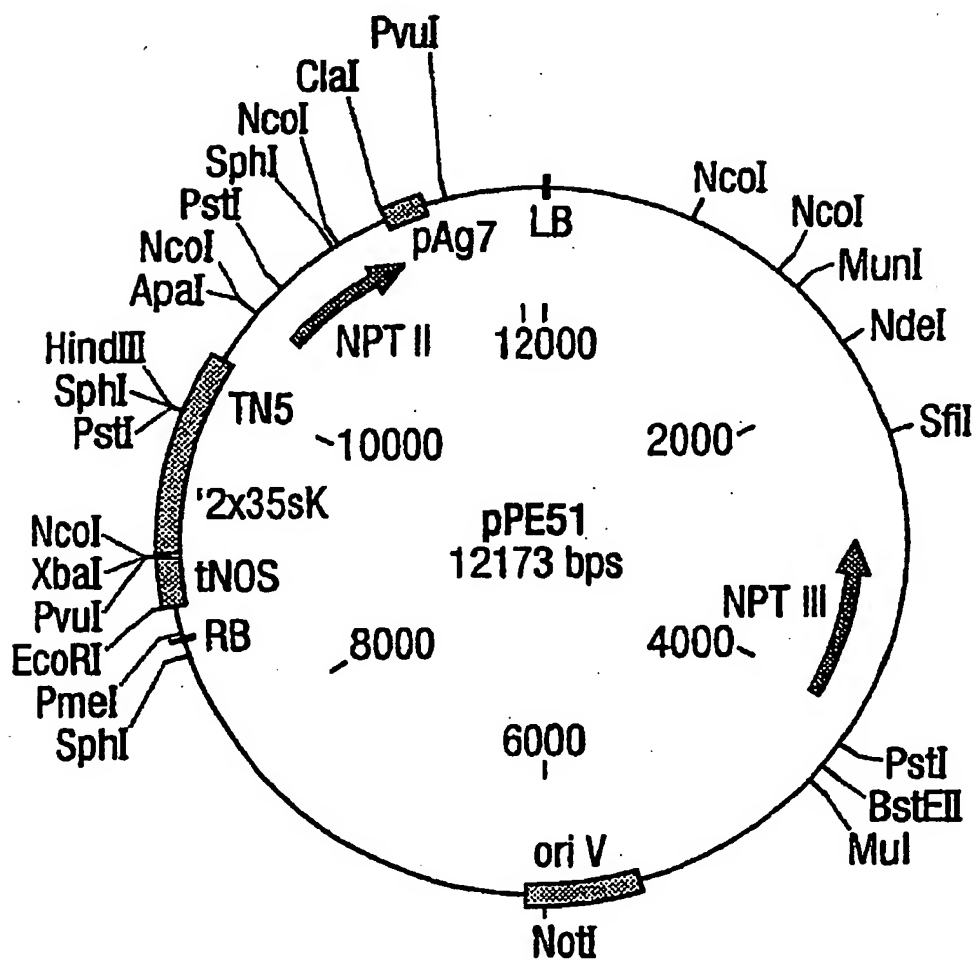 PvuI
ClaI
NcoI
SphI
PstI
NcoI
ApaI
HindIII
SphI
PstI
NcoI
XbaI
PvuI
EcoRI
PmeI
SphI
pAg7
LB
NcoI
NcoI
MunI
NdeI
SfiI
NPT II
12000
TN5
10000
2000
'2x35sK
pPE51
12173 bps
tNOS
NPT III
RB
8000
4000
6000
PstI
BstEII
MuI
ori V
NotI